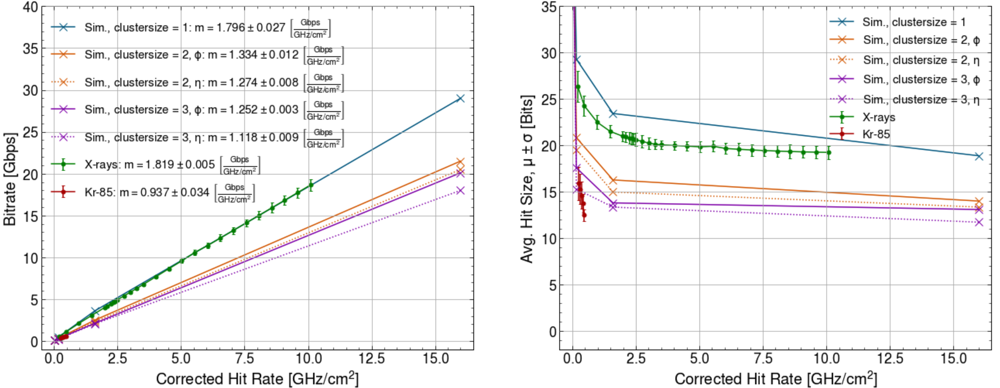 Bitrate [Gbps]
40
35
30
25
20
15
10
5
0
Sim., clustersize = 1: m = 1.796 ± 0.027 [Gbps / GHz/cm²]
Sim., clustersize = 2, ϕ: m = 1.334 ± 0.012 [Gbps / GHz/cm²]
Sim., clustersize = 2, η: m = 1.274 ± 0.008 [Gbps / GHz/cm²]
Sim., clustersize = 3, ϕ: m = 1.252 ± 0.003 [Gbps / GHz/cm²]
Sim., clustersize = 3, η: m = 1.118 ± 0.009 [Gbps / GHz/cm²]
X-rays: m = 1.819 ± 0.005 [Gbps / GHz/cm²]
Kr-85: m = 0.937 ± 0.034 [Gbps / GHz/cm²]
0.0 2.5 5.0 7.5 10.0 12.5 15.0
Corrected Hit Rate [GHz/cm²]
Avg. Hit Size, μ ± σ [Bits]
35
30
25
20
15
10
5
0
Sim., clustersize = 1
Sim., clustersize = 2, ϕ
Sim., clustersize = 2, η
Sim., clustersize = 3, ϕ
Sim., clustersize = 3, η
X-rays
Kr-85
0.0 2.5 5.0 7.5 10.0 12.5 15.0
Corrected Hit Rate [GHz/cm²]